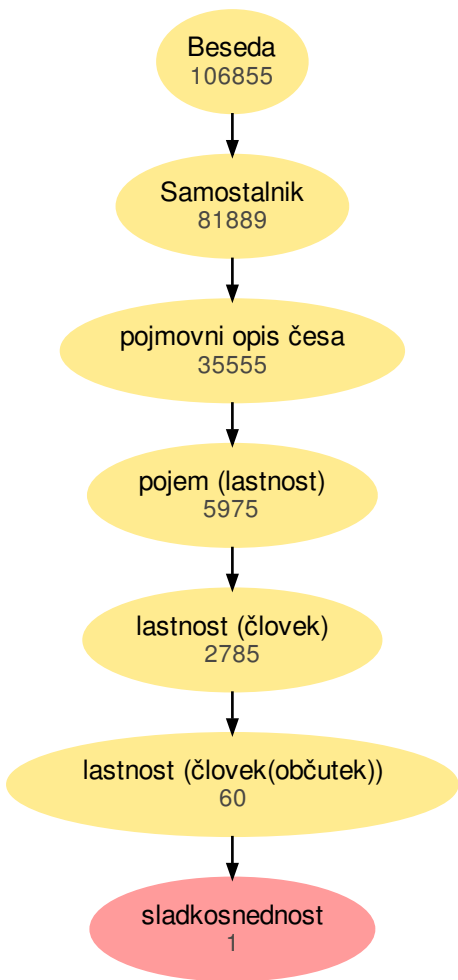 Beseda
106855
Samostalnik
81889
pojmovni opis česa
35555
pojem (lastnost)
5975
lastnost (človek)
2785
lastnost (človek(občutek))
60
sladkosnednost
1